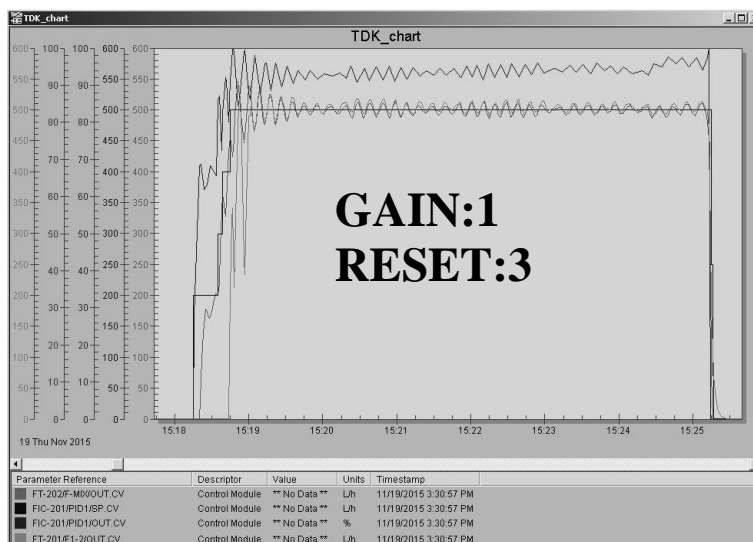 TDK_chart
TDK_chart
600 100 100 600 600
550 90 90 550
500 80 80 500 500
450 70 70 450
400 400 400
60 60
350 350
300 50 50 300 300
250 40 40 250
200 30 30 200 200
150 20 20 150
100 100 100
10 10
50 50
0 0 0 0 0
GAIN:1
RESET:3
15:18 15:19 15:20 15:21 15:22 15:23 15:24 15:25
19 Thu Nov 2015
Parameter Reference Descriptor Value Units Timestamp
FT-202/F-MIX/OUT.CV Control Module ** No Data ** L/h 11/19/2015 3:30:57 PM
FIC-201/PID1/SP.CV Control Module ** No Data ** L/h 11/19/2015 3:30:57 PM
FIC-201/PID1/OUT.CV Control Module ** No Data ** % 11/19/2015 3:30:57 PM
FT-201/F1-2/OUT.CV Control Module ** No Data ** L/h 11/19/2015 3:30:57 PM